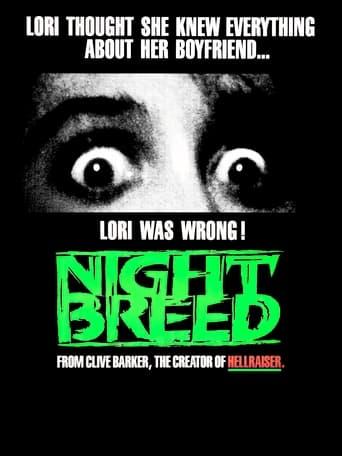 LORI THOUGHT SHE KNEW EVERYTHING
ABOUT HER BOYFRIEND...
LORI WAS WRONG!
NIGHT
BREED
FROM CLIVE BARKER, THE CREATOR OF HELLRAISER.